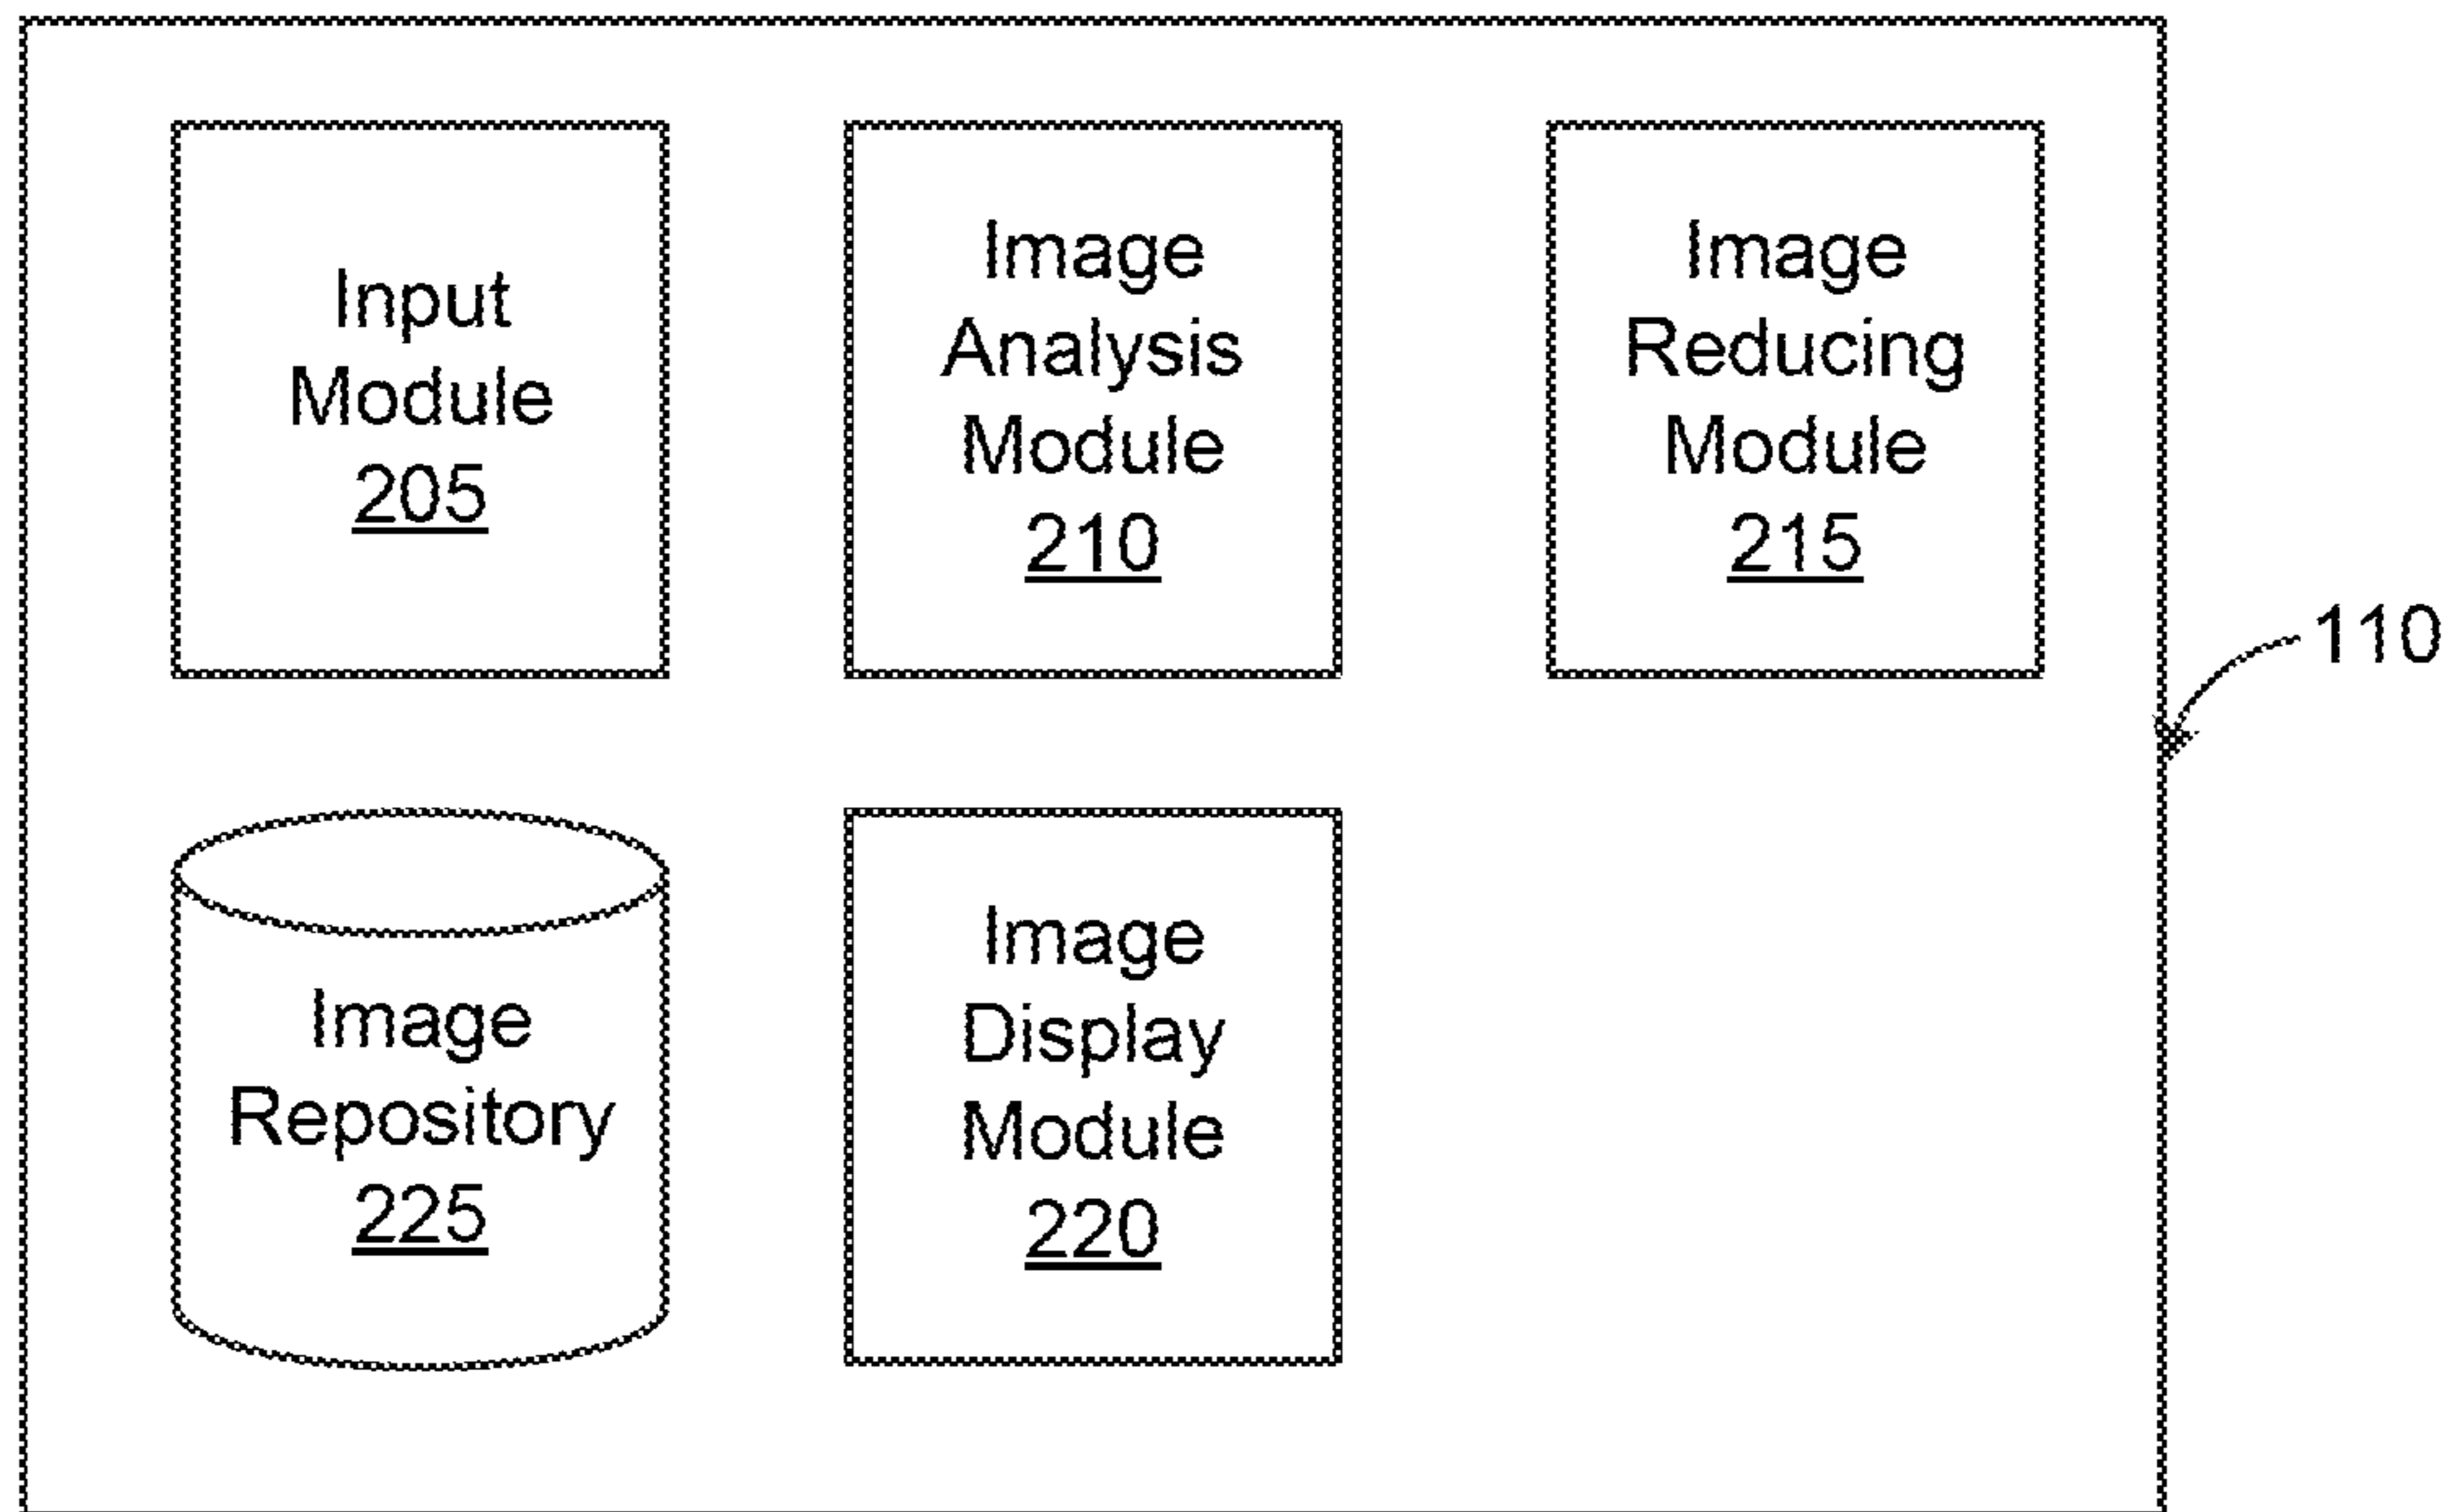 Input
Module
205
Image
Analysis
Module
210
Image
Reducing
Module
215
110
Image
Repository
225
Image
Display
Module
220